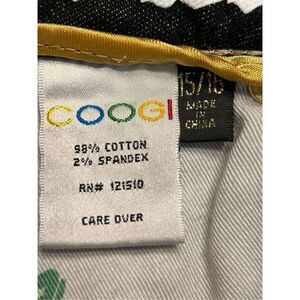 COOGI
98% COTTON
2% SPANDEX
RN# 121510
CARE OVER
15/16
MADE
IN
CHINA